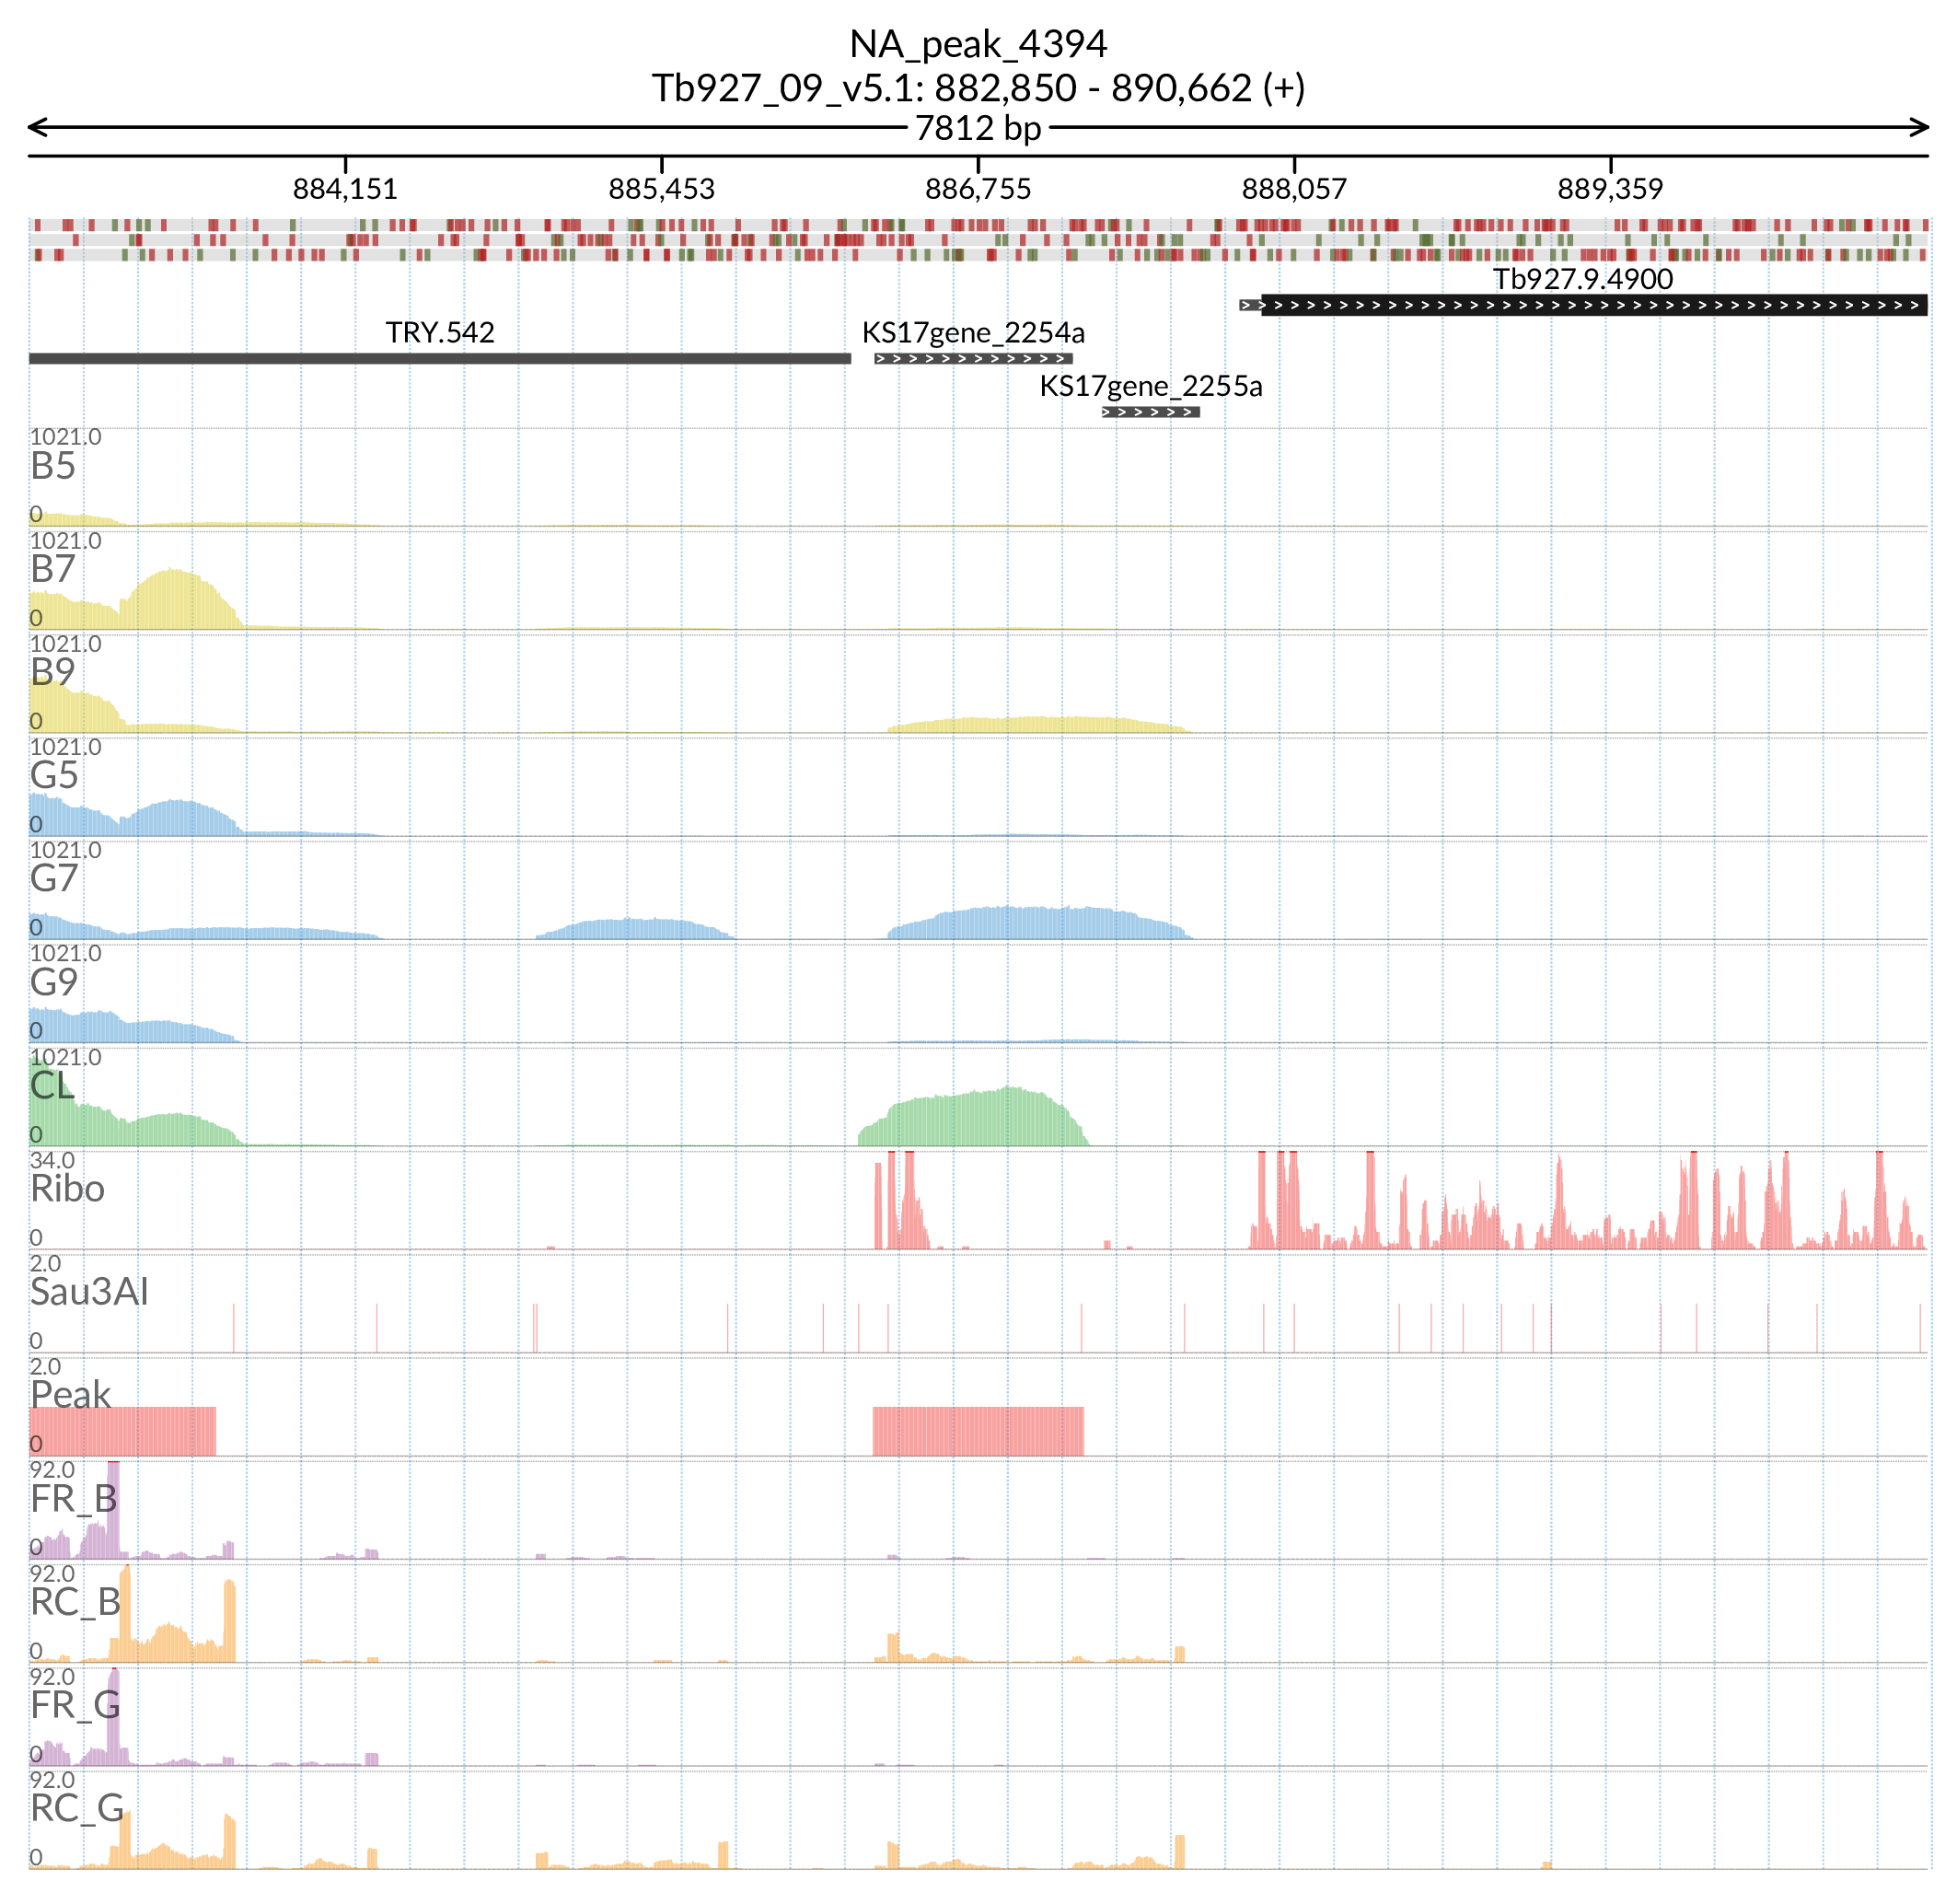 NA_peak_4394
Tb927_09_v5.1: 882,850 - 890,662 (+)
7812 bp
884,151 885,453 886,755 888,057 889,359
Tb927.9.4900
TRY.542 KS17gene_2254a
KS17gene_2255a
1021.0
B5
0
1021.0
B7
0
1021.0
B9
0
1021.0
G5
0
1021.0
G7
0
1021.0
G9
0
1021.0
CL
0
34.0
Ribo
0
2.0
Sau3AI
0
2.0
Peak
0
92.0
FR_B
0
92.0
RC_B
0
92.0
FR_G
0
92.0
RC_G
0